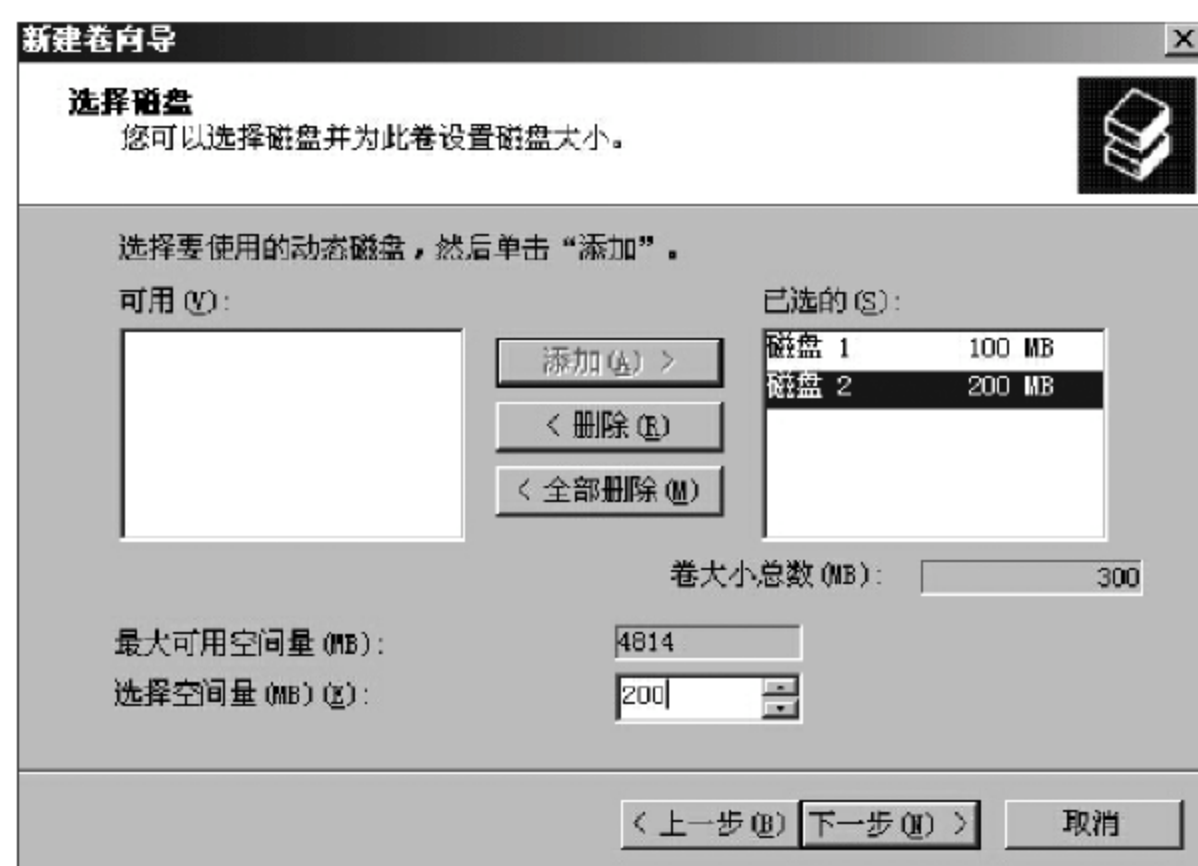 新建卷向导
选择磁盘
您可以选择磁盘并为此卷设置磁盘大小。
选择要使用的动态磁盘，然后单击“添加”。
可用(V):
已选的(S):
添加(A) >
磁盘 1 100 MB
磁盘 2 200 MB
< 删除(R)
< 全部删除(M)
卷大小总数(MB): 300
最大可用空间量(MB): 4814
选择空间量(MB)(E): 200
< 上一步(B) 下一步(N) > 取消